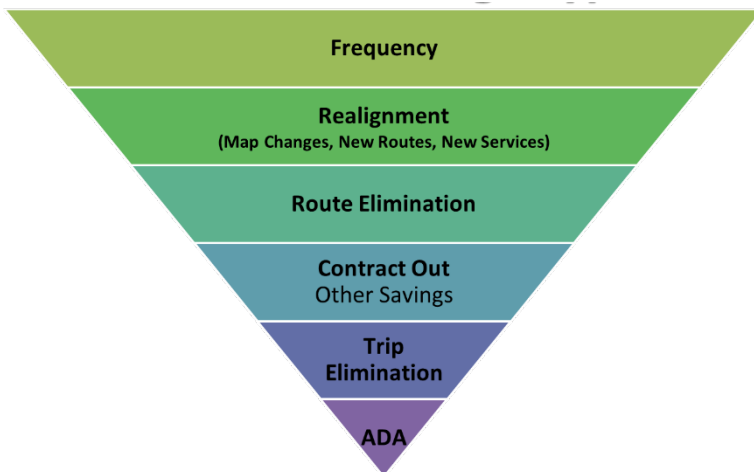 Frequency
Realignment
(Map Changes, New Routes, New Services)
Route Elimination
Contract Out
Other Savings
Trip
Elimination
ADA